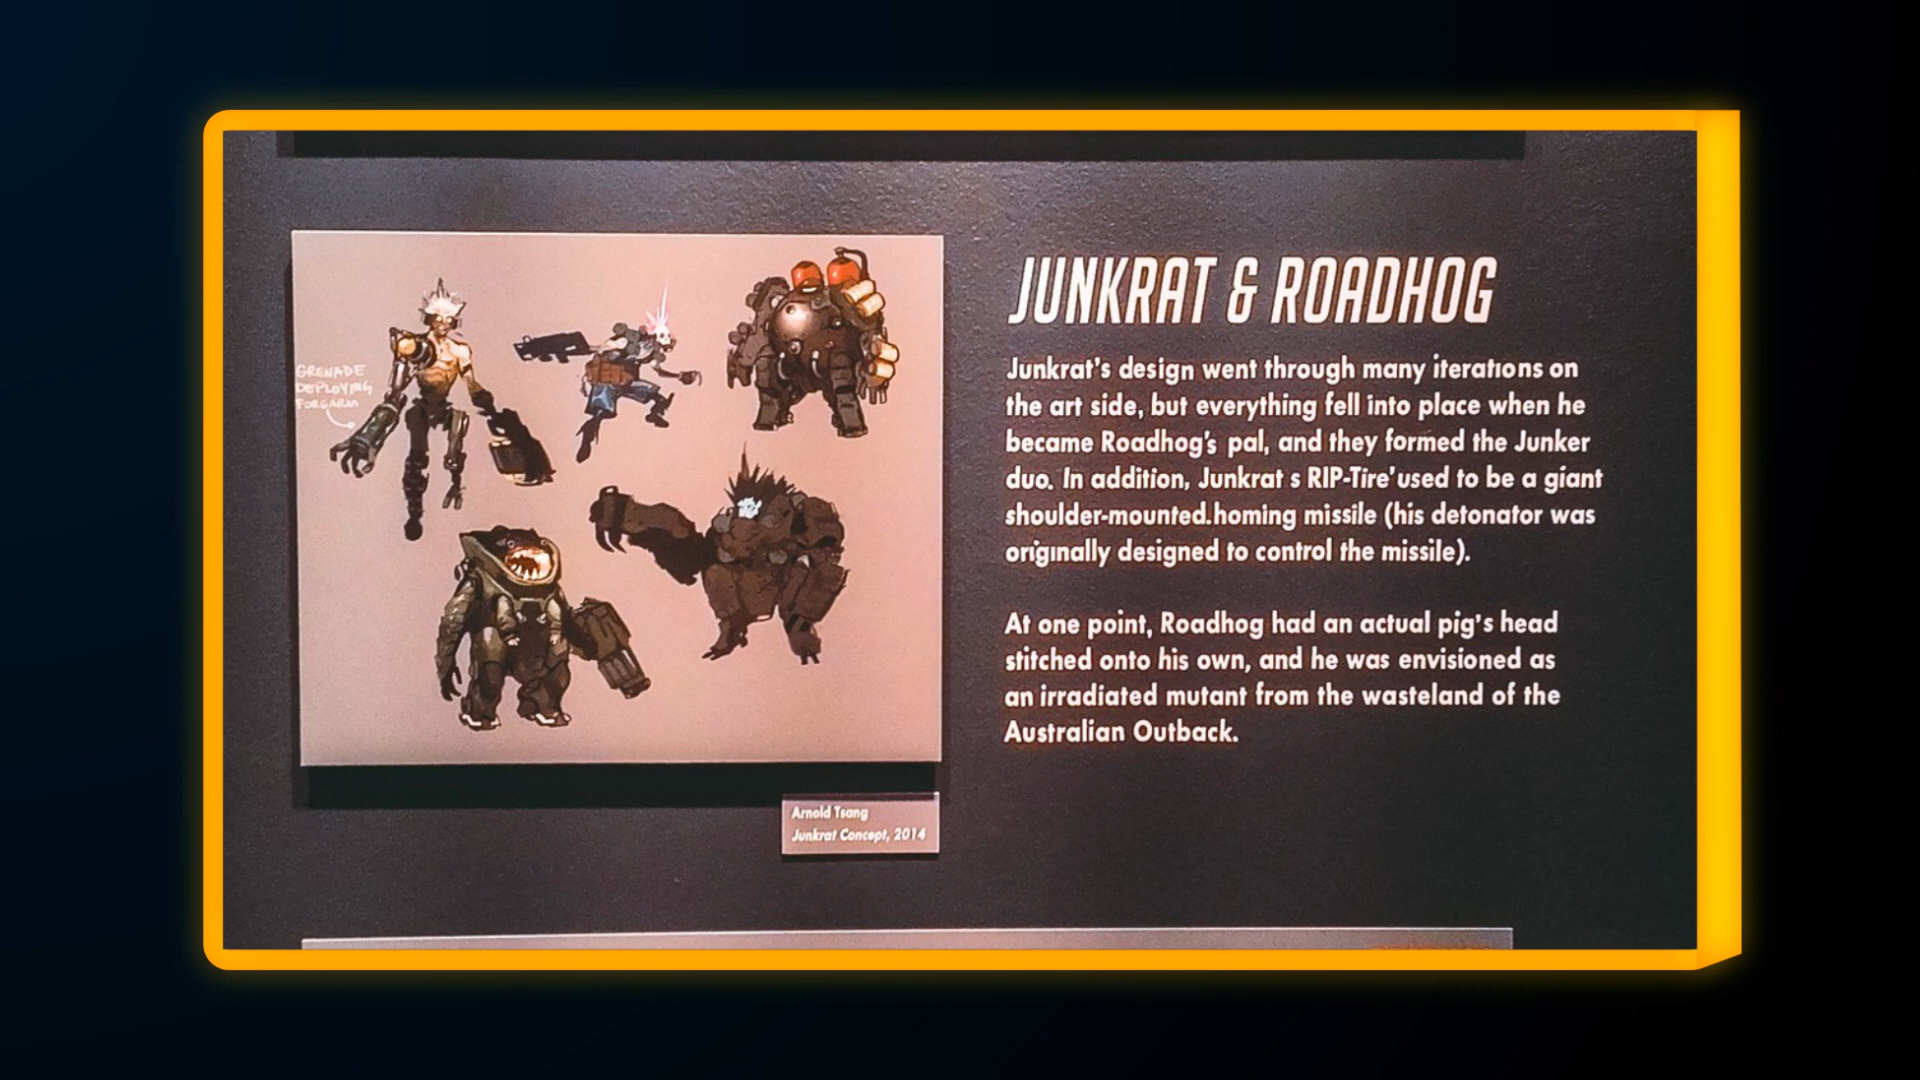 JUNKRAT & ROADHOG
Junkrat's design went through many iterations on
the art side, but everything fell into place when he
became Roadhog's pal, and they formed the Junker
duo. In addition, Junkrat s RIP-Tire'used to be a giant
shoulder-mounted.homing missile (his detonator was
originally designed to control the missile).
At one point, Roadhog had an actual pig's head
stitched onto his own, and he was envisioned as
an irradiated mutant from the wasteland of the
Australian Outback.
GRENADE
DEPLOYING
FOREARM
Arnold Tsang
Junkrat Concept, 2014